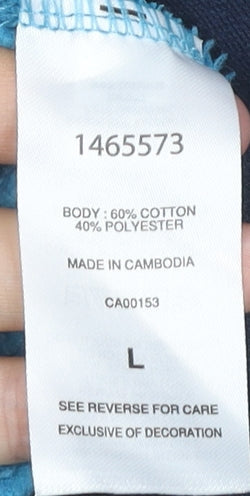 1465573
BODY : 60% COTTON
40% POLYESTER
MADE IN CAMBODIA
CA00153
L
SEE REVERSE FOR CARE
EXCLUSIVE OF DECORATION